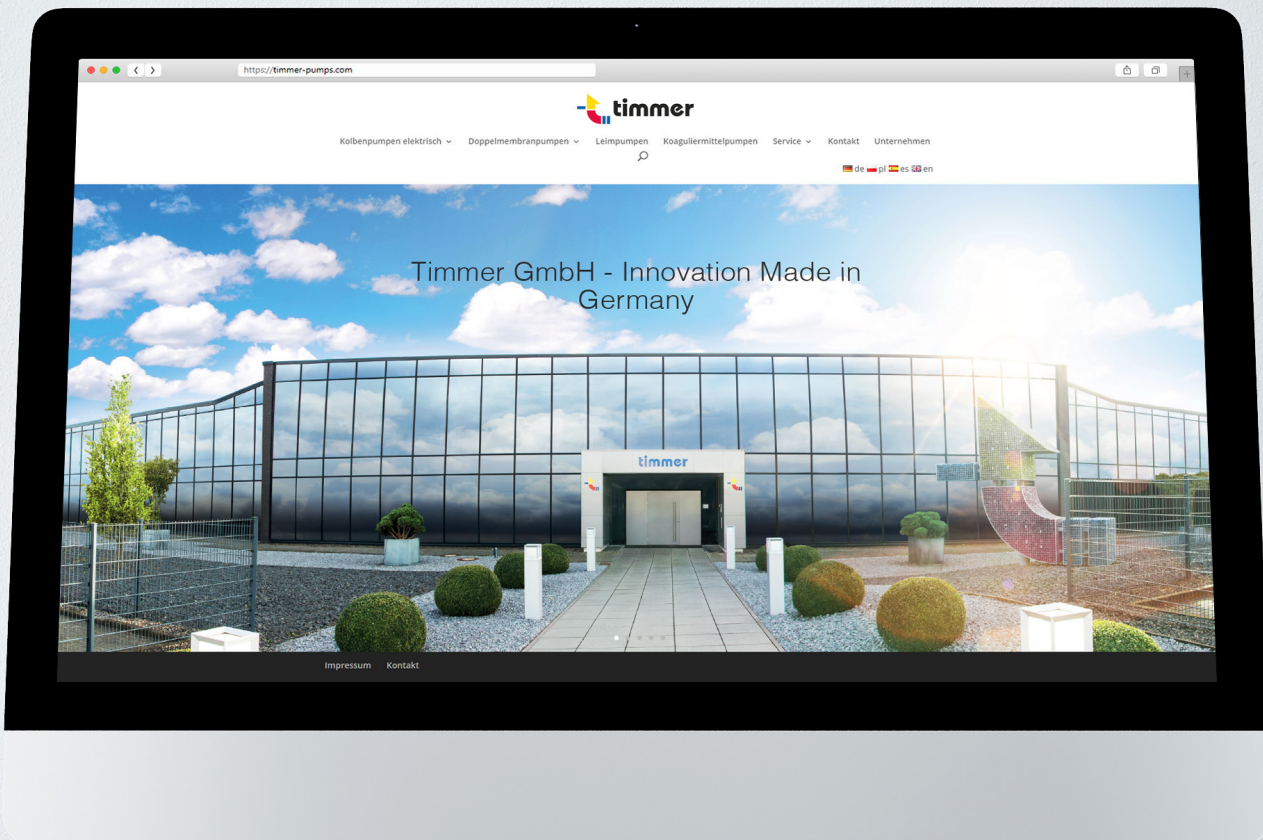 https://timmer-pumps.com
timmer
Kolbenpumpen elektrisch Doppelmembranpumpen Leimpumpen Koaguliermittelpumpen Service Kontakt Unternehmen
de pl es en
Timmer GmbH - Innovation Made in
Germany
timmer
Impressum Kontakt